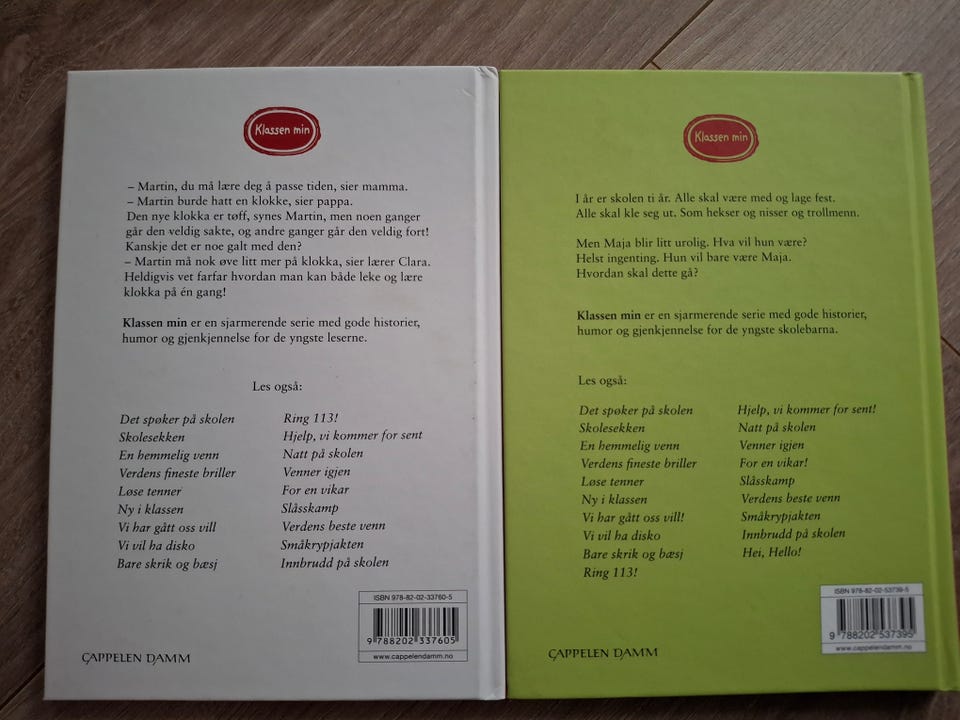 Klassen min
– Martin, du må lære deg å passe tiden, sier mamma.
– Martin burde hatt en klokke, sier pappa.
Den nye klokka er tøff, synes Martin, men noen ganger
går den veldig sakte, og andre ganger går den veldig fort!
Kanskje det er noe galt med den?
– Martin må nok øve litt mer på klokka, sier lærer Clara.
Heldigvis vet farfar hvordan man kan både leke og lære
klokka på én gang!
Klassen min er en sjarmerende serie med gode historier,
humor og gjenkjennelse for de yngste leserne.
Les også:
Det spøker på skolen
Skolesekken
En hemmelig venn
Verdens fineste briller
Løse tenner
Ny i klassen
Vi har gått oss vill
Vi vil ha disko
Bare skrik og bæsj
Ring 113!
Hjelp, vi kommer for sent
Natt på skolen
Venner igjen
For en vikar
Slåsskamp
Verdens beste venn
Småkrypjakten
Innbrudd på skolen
ISBN 978-82-02-33760-5
9 788202 337605
www.cappelendamm.no
CAPPELEN DAMM
Klassen min
I år er skolen ti år. Alle skal være med og lage fest.
Alle skal kle seg ut. Som hekser og nisser og trollmenn.
Men Maja blir litt urolig. Hva vil hun være?
Helst ingenting. Hun vil bare være Maja.
Hvordan skal dette gå?
Klassen min er en sjarmerende serie med gode historier,
humor og gjenkjennelse for de yngste skolebarna.
Les også:
Det spøker på skolen
Skolesekken
En hemmelig venn
Verdens fineste briller
Løse tenner
Ny i klassen
Vi har gått oss vill!
Vi vil ha disko
Bare skrik og bæsj
Ring 113!
Hjelp, vi kommer for sent!
Natt på skolen
Venner igjen
For en vikar!
Slåsskamp
Verdens beste venn
Småkrypjakten
Innbrudd på skolen
Hei, Hello!
ISBN 978-82-02-53739-5
9 788202 537395
www.cappelendamm.no
CAPPELEN DAMM